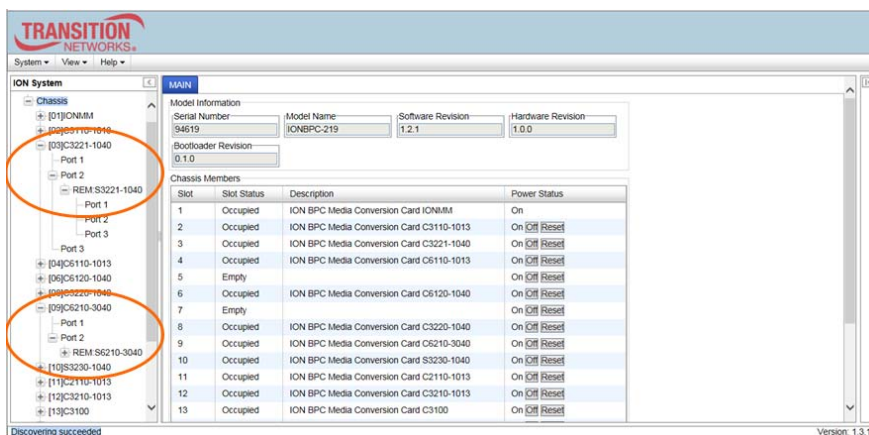 TRANSITION
NETWORKS®
System View Help
ION System
Chassis
[01]IONMM
[02]C3110-1013
[03]C3221-1040
Port 1
Port 2
REM:S3221-1040
Port 1
Port 2
Port 3
Port 3
[04]C6110-1013
[06]C6120-1040
[08]C3220-1040
[09]C6210-3040
Port 1
Port 2
REM:S6210-3040
[10]S3230-1040
[11]C2110-1013
[12]C3210-1013
[13]C3100
MAIN
Model Information
Serial Number Model Name Software Revision Hardware Revision
94619 IONBPC-219 1.2.1 1.0.0
Bootloader Revision
0.1.0
Chassis Members
Slot Slot Status Description Power Status
1 Occupied ION BPC Media Conversion Card IONMM On
2 Occupied ION BPC Media Conversion Card C3110-1013 On Off Reset
3 Occupied ION BPC Media Conversion Card C3221-1040 On Off Reset
4 Occupied ION BPC Media Conversion Card C6110-1013 On Off Reset
5 Empty On Off Reset
6 Occupied ION BPC Media Conversion Card C6120-1040 On Off Reset
7 Empty On Off Reset
8 Occupied ION BPC Media Conversion Card C3220-1040 On Off Reset
9 Occupied ION BPC Media Conversion Card C6210-3040 On Off Reset
10 Occupied ION BPC Media Conversion Card S3230-1040 On Off Reset
11 Occupied ION BPC Media Conversion Card C2110-1013 On Off Reset
12 Occupied ION BPC Media Conversion Card C3210-1013 On Off Reset
13 Occupied ION BPC Media Conversion Card C3100 On Off Reset
Discovering succeeded
Version: 1.3.1